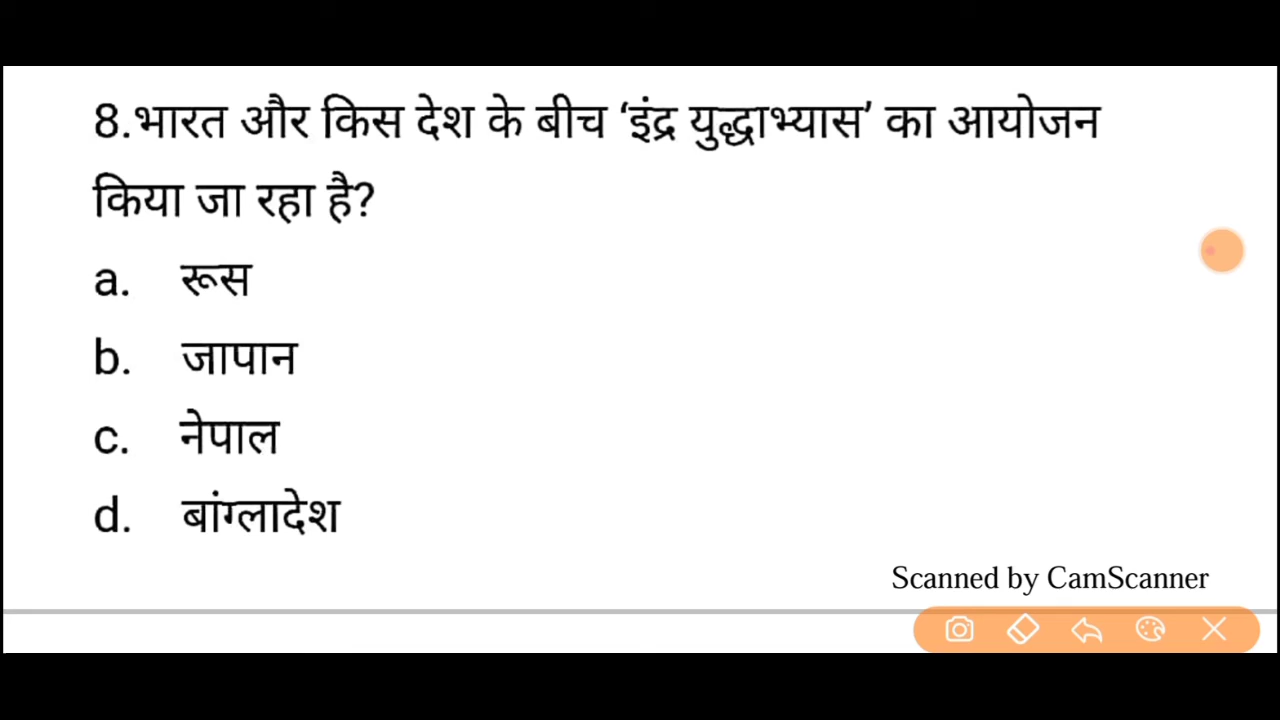 8.भारत और किस देश के बीच ‘इंद्र युद्धाभ्यास’ का आयोजन
किया जा रहा है?
a. रूस
b. जापान
c. नेपाल
d. बांग्लादेश
Scanned by CamScanner